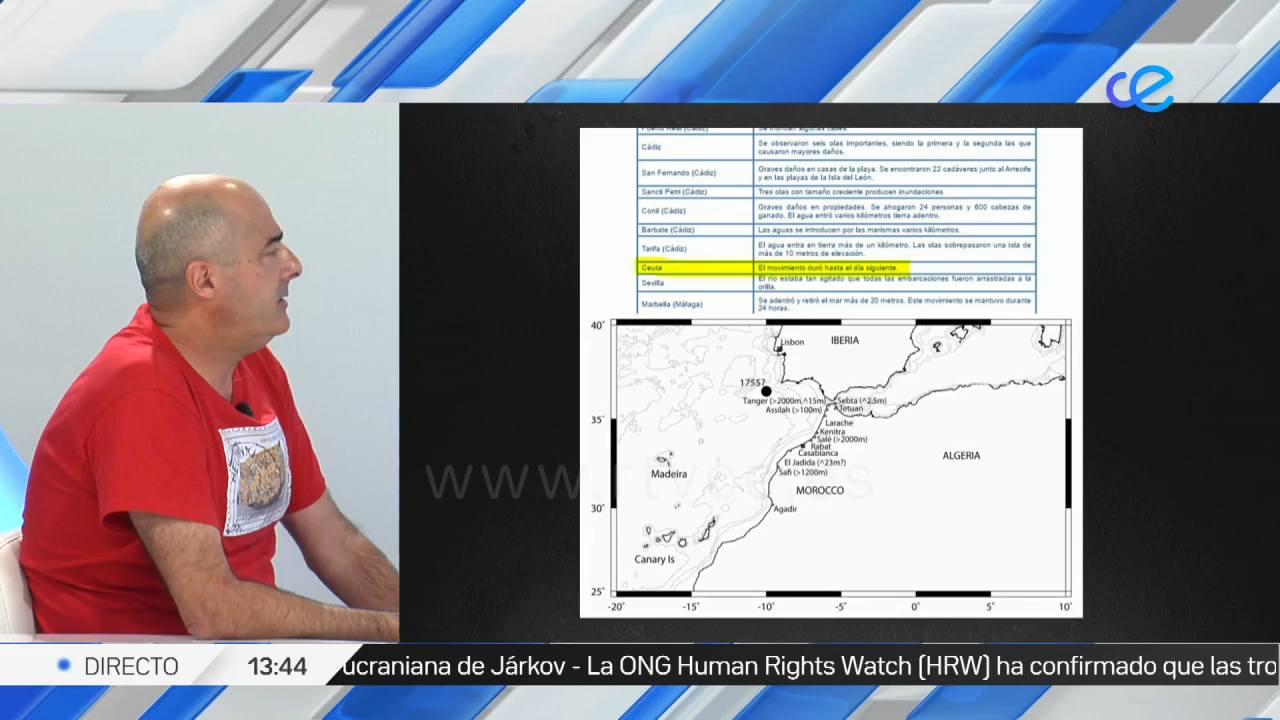 ce
Puerto Real (Cádiz) Se inundan algunas calles.
Cádiz Se observaron seis olas importantes, siendo la primera y la segunda las que
causaron mayores daños.
San Fernando (Cádiz) Graves daños en casas de la playa. Se encontraron 22 cadáveres junto al Arrecife
y en las playas de la Isla del León.
Sancti Petri (Cádiz) Tres olas con tamaño creciente producen inundaciones
Conil (Cádiz) Graves daños en propiedades. Se ahogaron 24 personas y 600 cabezas de
ganado. El agua entró varios kilómetros tierra adentro.
Barbate (Cádiz) Las aguas se introducen por las marismas varios kilómetros.
Tarifa (Cádiz) El agua entra en tierra más de un kilómetro. Las olas sobrepasaron una isla de
más de 10 metros de elevación.
Ceuta El movimiento duró hasta el día siguiente.
Sevilla El río estaba tan agitado que todas las embarcaciones fueron arrastradas a la
orilla.
Marbella (Málaga) Se adentró y retiró el mar más de 20 metros. Este movimiento se mantuvo durante
24 horas.
40°
Lisbon
IBERIA
1755?
Tanger (>2000m,^15m)
Sebta (^2.5m)
Assilah (>100m)
Tetuan
35°
Larache
Kenitra
Salé (>2000m)
Rabat
Casablanca
ALGERIA
El Jadida (^23m?)
Madeira
Safi (>1200m)
MOROCCO
30°
Agadir
Canary Is
25°
-20° -15° -10° -5° 0° 5° 10°
DIRECTO 13:44 ucraniana de Járkov - La ONG Human Rights Watch (HRW) ha confirmado que las tro